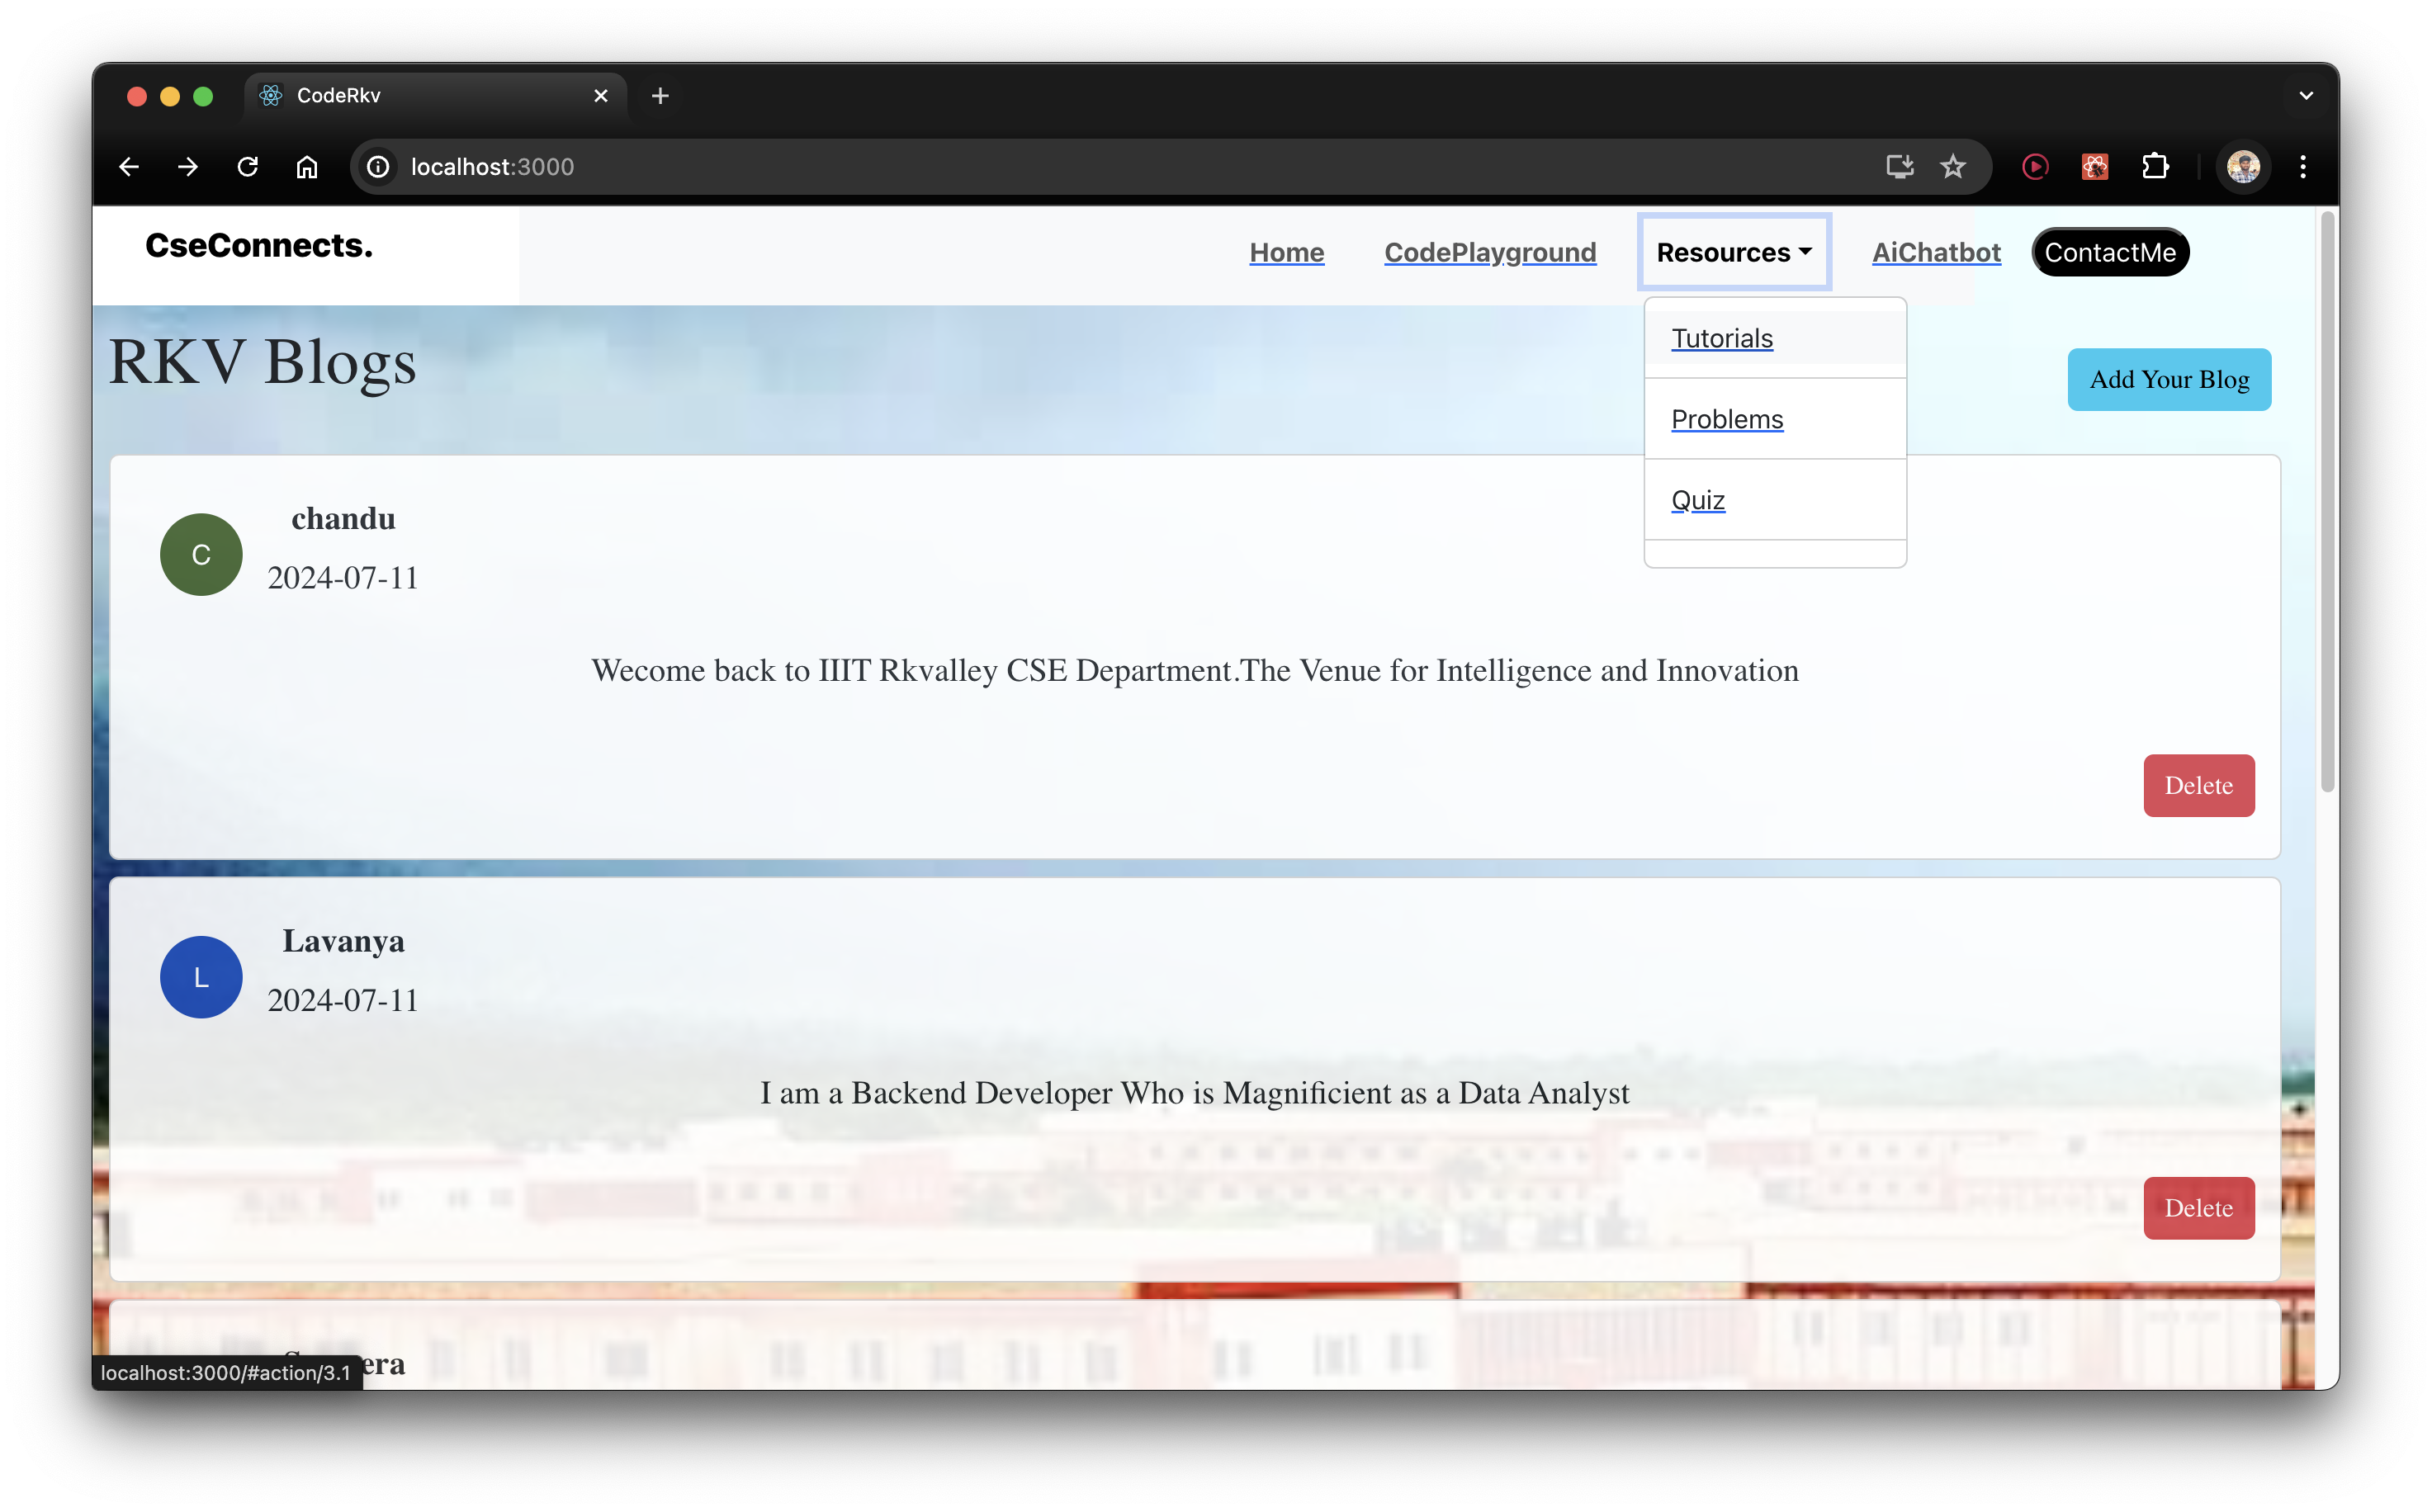 CodeRkv
localhost:3000
CseConnects.
Home CodePlayground Resources AiChatbot ContactMe
Tutorials
Problems
Quiz
RKV Blogs
Add Your Blog
C
chandu
2024-07-11
Wecome back to IIIT Rkvalley CSE Department.The Venue for Intelligence and Innovation
Delete
L
Lavanya
2024-07-11
I am a Backend Developer Who is Magnificient as a Data Analyst
Delete
localhost:3000/#action/3.1